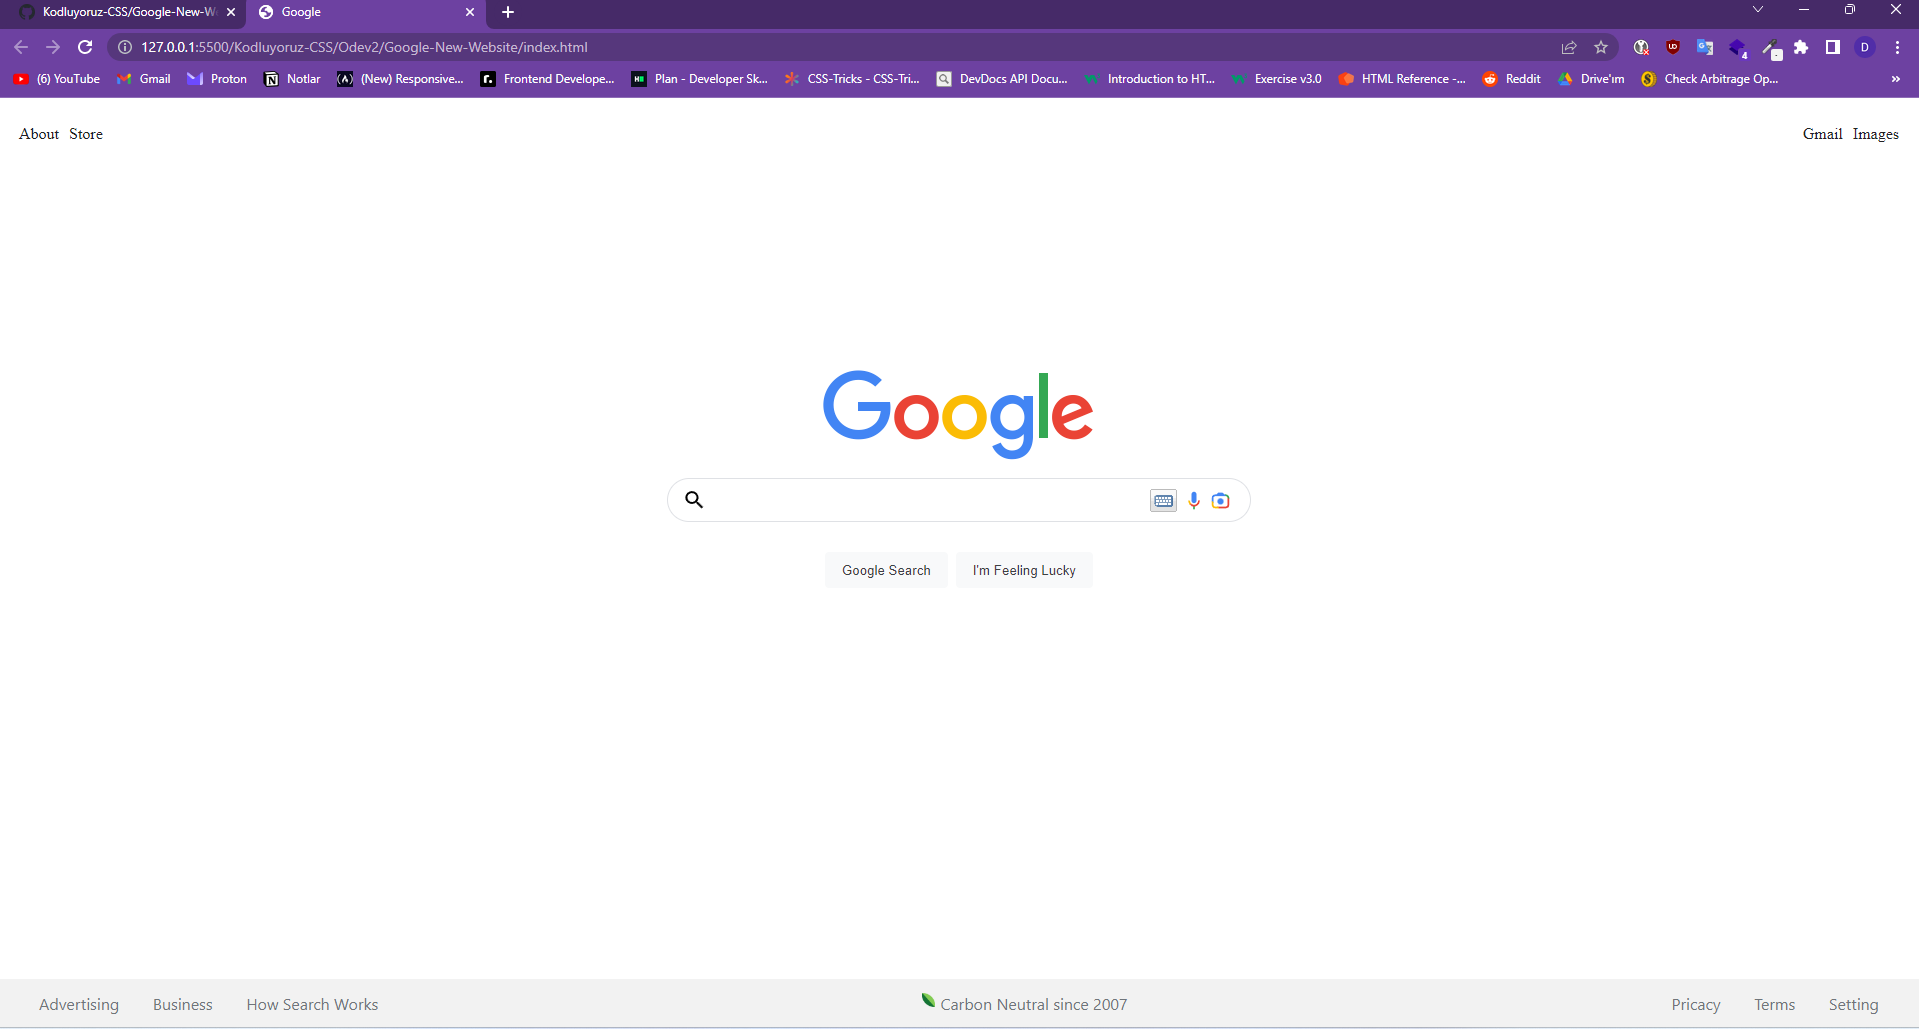 Kodluyoruz-CSS/Google-New-W Google
127.0.0.1:5500/Kodluyoruz-CSS/Odev2/Google-New-Website/index.html D
(6) YouTube Gmail Proton Notlar (New) Responsive... Frontend Develope... Plan - Developer Sk... CSS-Tricks - CSS-Tri... DevDocs API Docu... Introduction to HT... Exercise v3.0 HTML Reference -... Reddit Drive'ım Check Arbitrage Op... »
About Store Gmail Images
Google
Google Search I'm Feeling Lucky
Advertising Business How Search Works Carbon Neutral since 2007 Pricacy Terms Setting